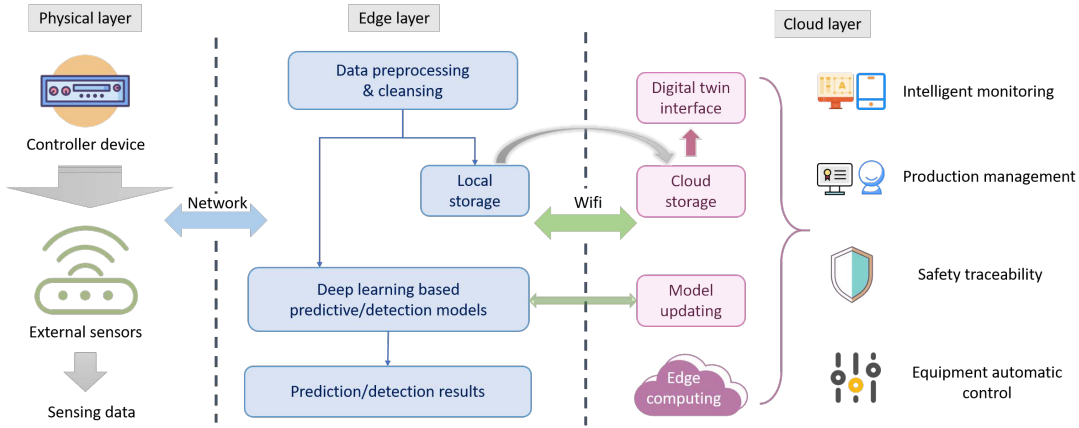 Physical layer
Edge layer
Cloud layer
Controller device
External sensors
Sensing data
Network
Data preprocessing
& cleansing
Local
storage
Deep learning based
predictive/detection models
Prediction/detection results
Wifi
Digital twin
interface
Cloud
storage
Model
updating
Edge
computing
Intelligent monitoring
Production management
Safety traceability
Equipment automatic
control